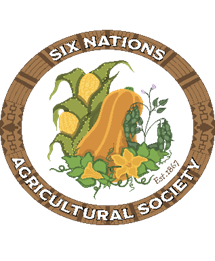 SIX NATIONS
Est. 1867
AGRICULTURAL SOCIETY